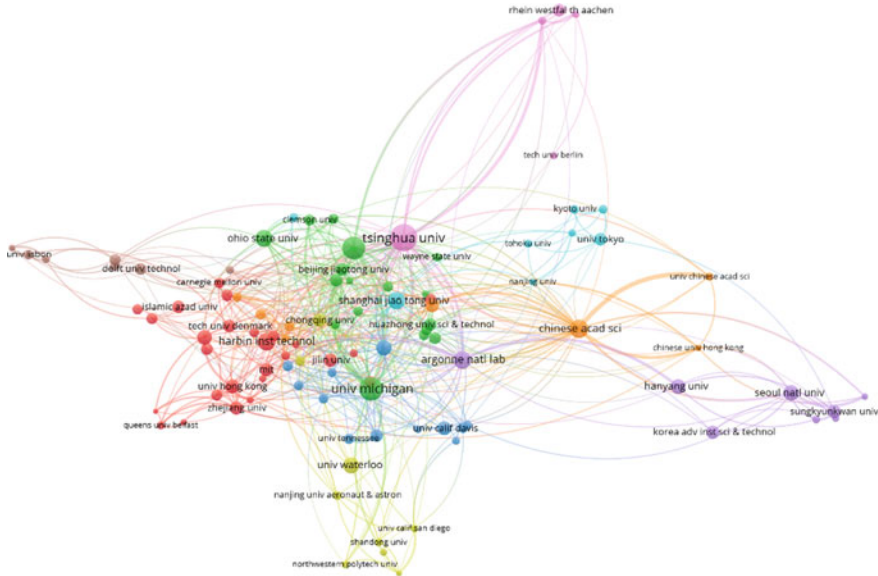 rhein westfal th aachen
tech univ berlin
kyoto univ
clemson univ
ohio state univ
tsinghua univ
univ tokyo
tohoku univ
wayne state univ
univ lisbon
delft univ technol
beijing jiaotong univ
carnegie mellon univ
nanjing univ
univ chinese acad sci
shanghai jiao tong univ
islamic azad univ
chongqing univ
huazhong univ sci & technol
tech univ denmark
chinese acad sci
harbin inst technol
chinese univ hong kong
jilin univ
argonne natl lab
mit
univ hong kong
univ michigan
hanyang univ
seoul natl univ
zhejiang univ
sungkyunkwan univ
queens univ belfast
univ calif davis
korea adv inst sci & technol
univ tennessee
univ waterloo
nanjing univ aeronaut & astron
univ calif san diego
shandong univ
northwestern polytech univ